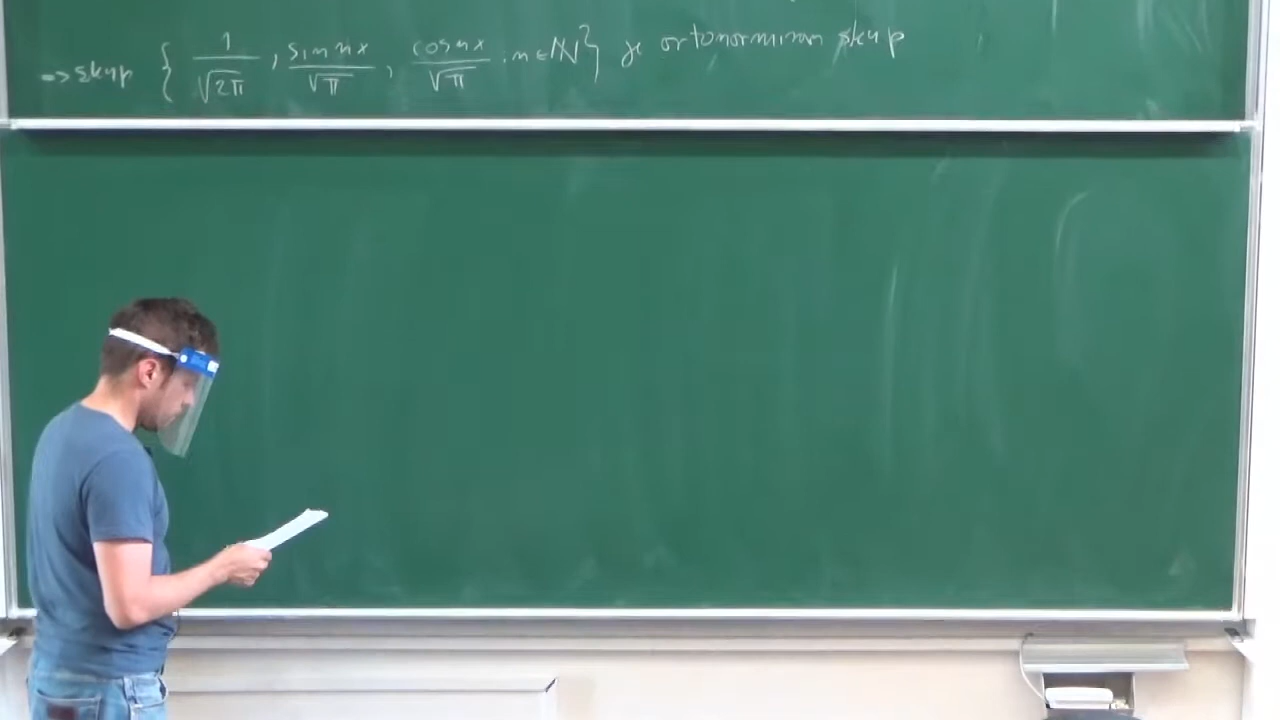 => skup { 1/√2π , sin nx/√π , cos nx/√π : n ∈ ℕ } je ortonormiran skup